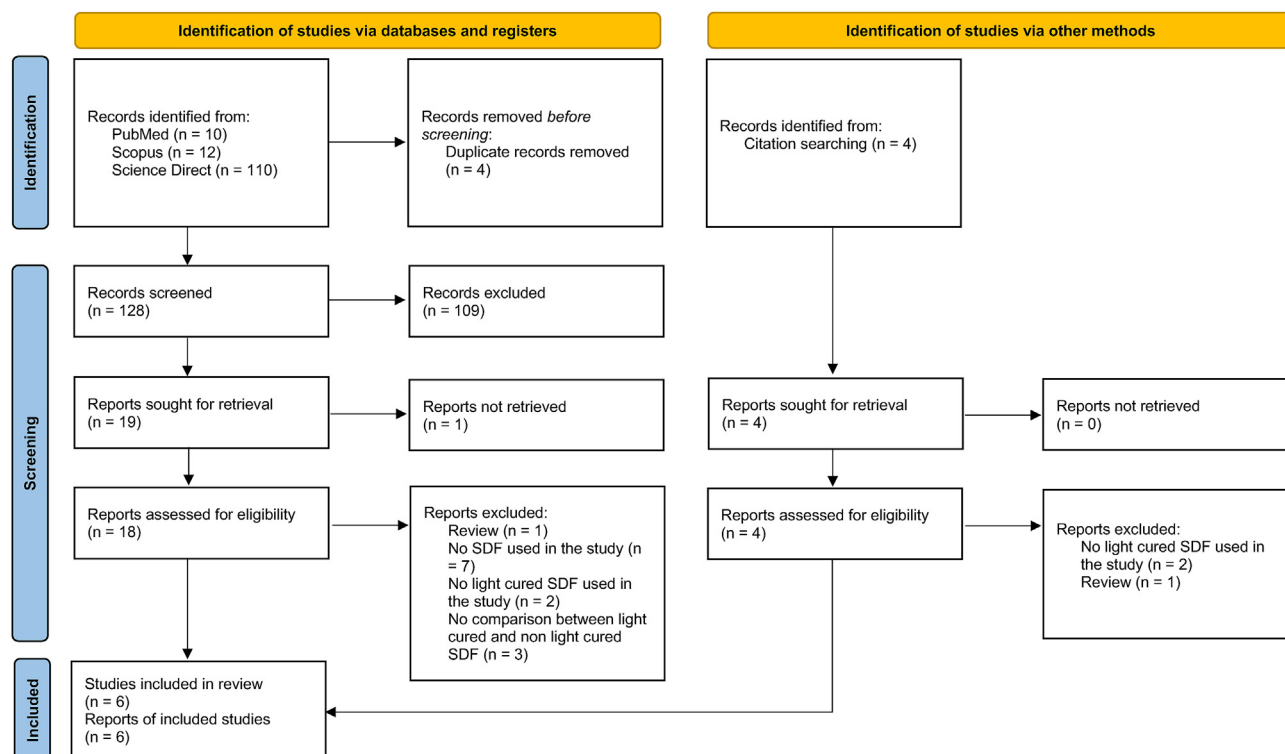 Identification of studies via databases and registers
Identification of studies via other methods
Identification
Records identified from:
PubMed (n = 10)
Scopus (n = 12)
Science Direct (n = 110)
Records removed before
screening:
Duplicate records removed
(n = 4)
Records identified from:
Citation searching (n = 4)
Screening
Records screened
(n = 128)
Records excluded
(n = 109)
Reports sought for retrieval
(n = 19)
Reports not retrieved
(n = 1)
Reports sought for retrieval
(n = 4)
Reports not retrieved
(n = 0)
Reports assessed for eligibility
(n = 18)
Reports excluded:
Review (n = 1)
No SDF used in the study (n
= 7)
No light cured SDF used in
the study (n = 2)
No comparison between light
cured and non light cured
SDF (n = 3)
Reports assessed for eligibility
(n = 4)
Reports excluded:
No light cured SDF used in
the study (n = 2)
Review (n = 1)
Included
Studies included in review
(n = 6)
Reports of included studies
(n = 6)